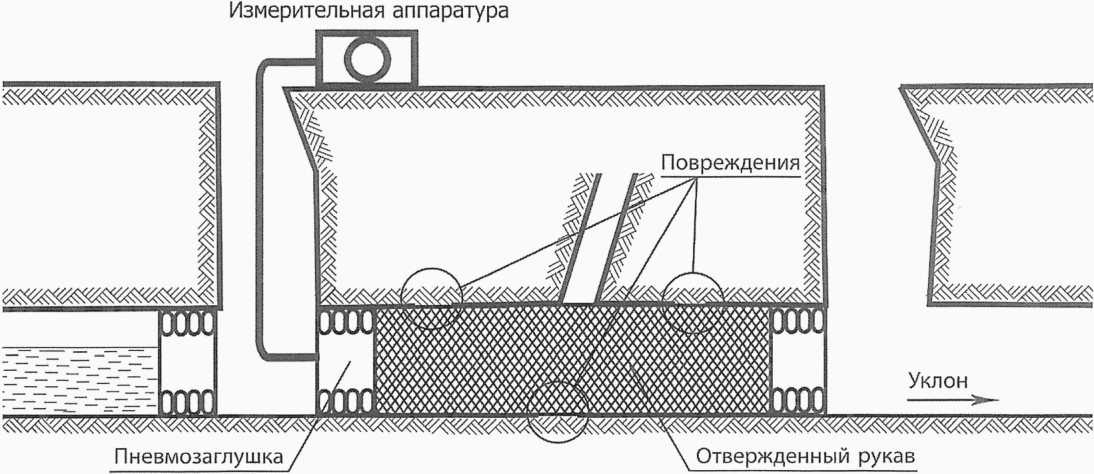 Измерительная аппаратура
Повреждения
Уклон
Пневмозаглушка
Отвержденный рукав